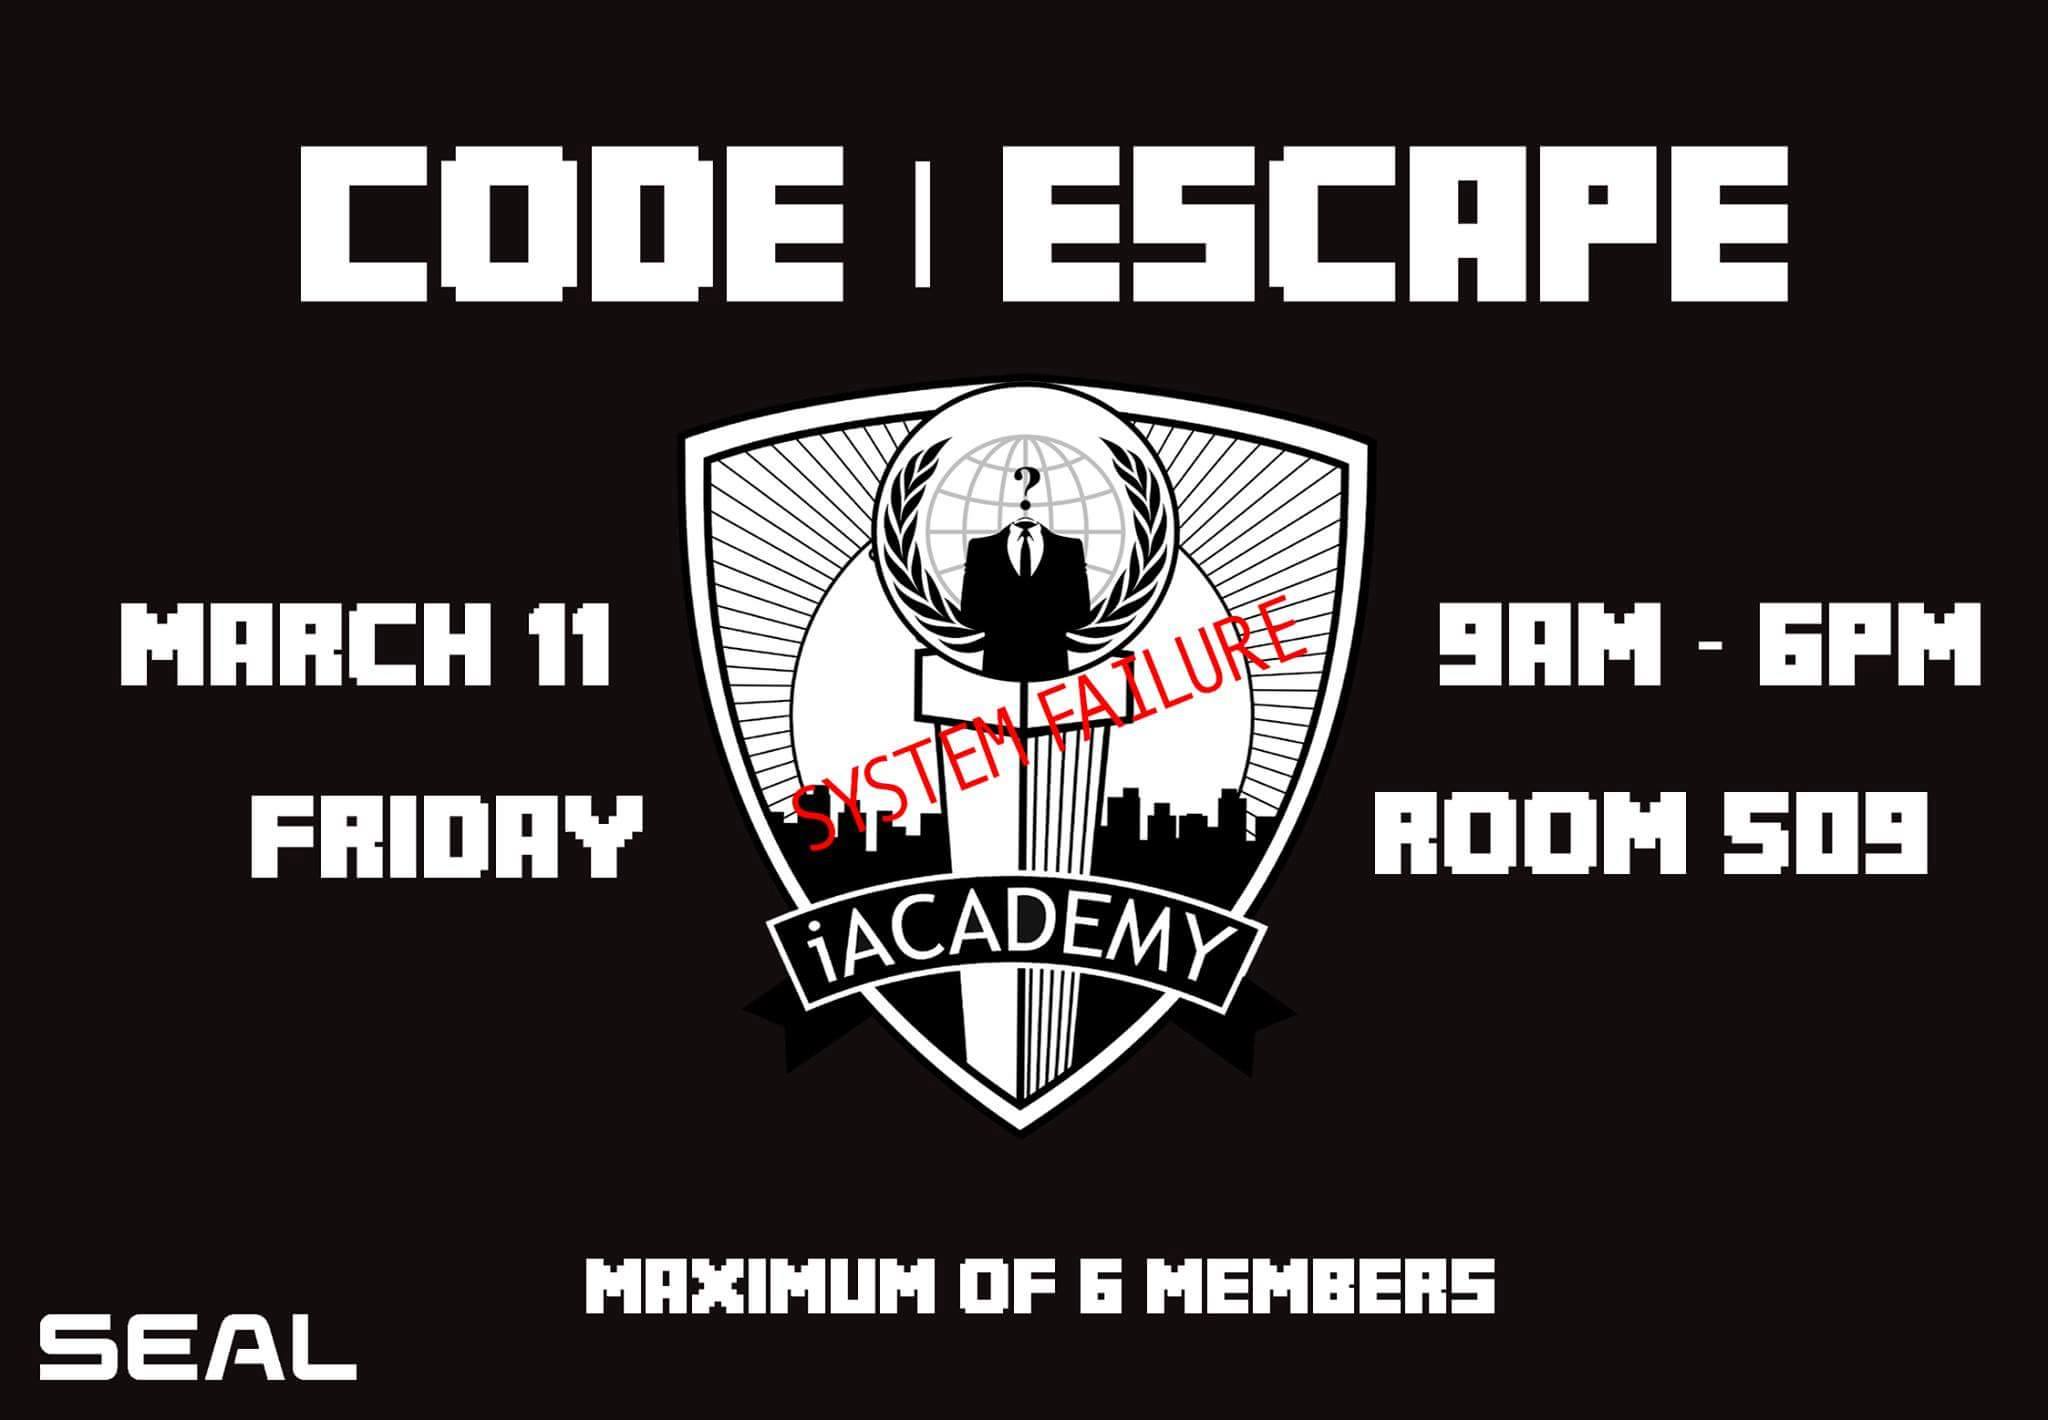 CODE | ESCAPE
?
MARCH 11
9AM - 6PM
SYSTEM FAILURE
FRIDAY
ROOM 509
iACADEMY
MAXIMUM OF 6 MEMBERS
SEAL